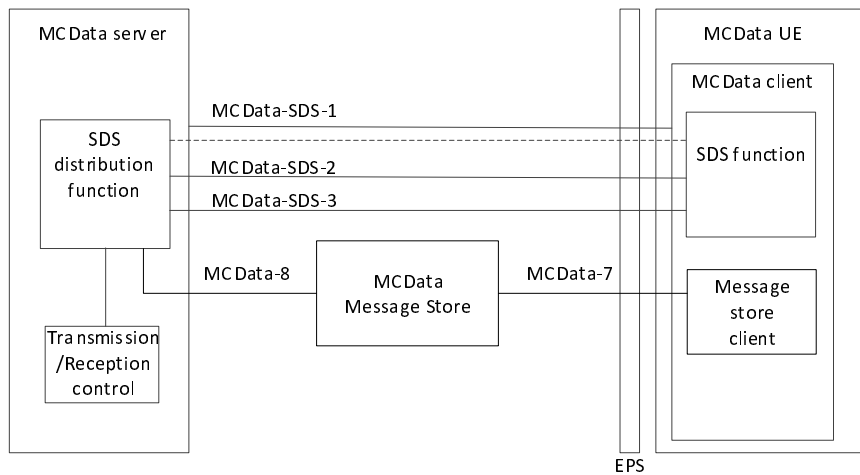 MCData server
MCData UE
MCData client
MCData-SDS-1
SDS
distribution
function
SDS function
MCData-SDS-2
MCData-SDS-3
MCData-8
MCData
Message Store
MCData-7
Message
store
client
Transmission
/Reception
control
EPS